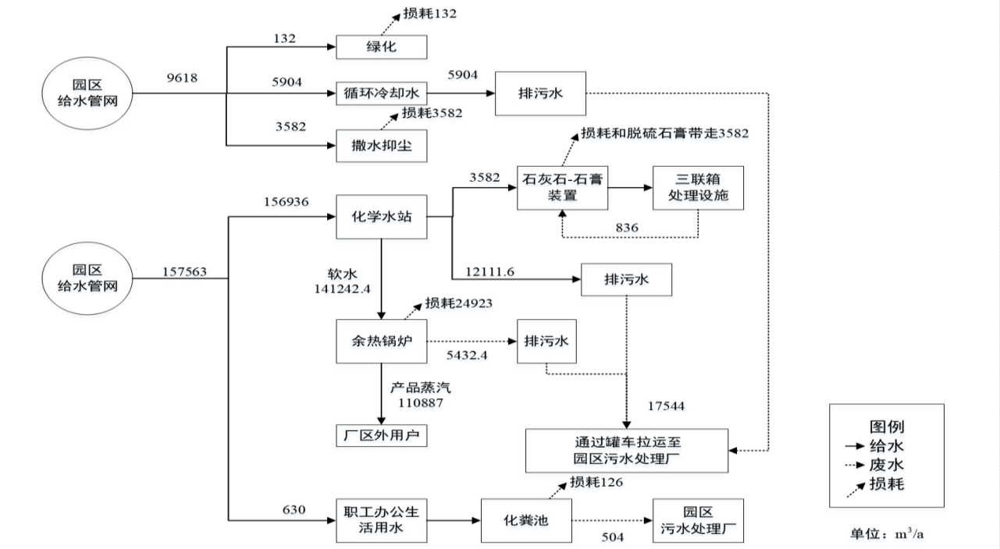 损耗132
132
绿化
园区
给水管网
9618
5904
循环冷却水
5904
排污水
3582
损耗3582
撒水抑尘
损耗和脱硫石膏带走3582
3582
石灰石-石膏
装置
三联箱
处理设施
836
156936
化学水站
园区
给水管网
157563
软水
141242.4
12111.6
排污水
损耗24923
余热锅炉
5432.4
排污水
产品蒸汽
110887
17544
厂区外用户
通过罐车拉运至
园区污水处理厂
损耗126
630
职工办公生
活用水
化粪池
504
园区
污水处理厂
图例
给水
废水
损耗
单位：m³/a